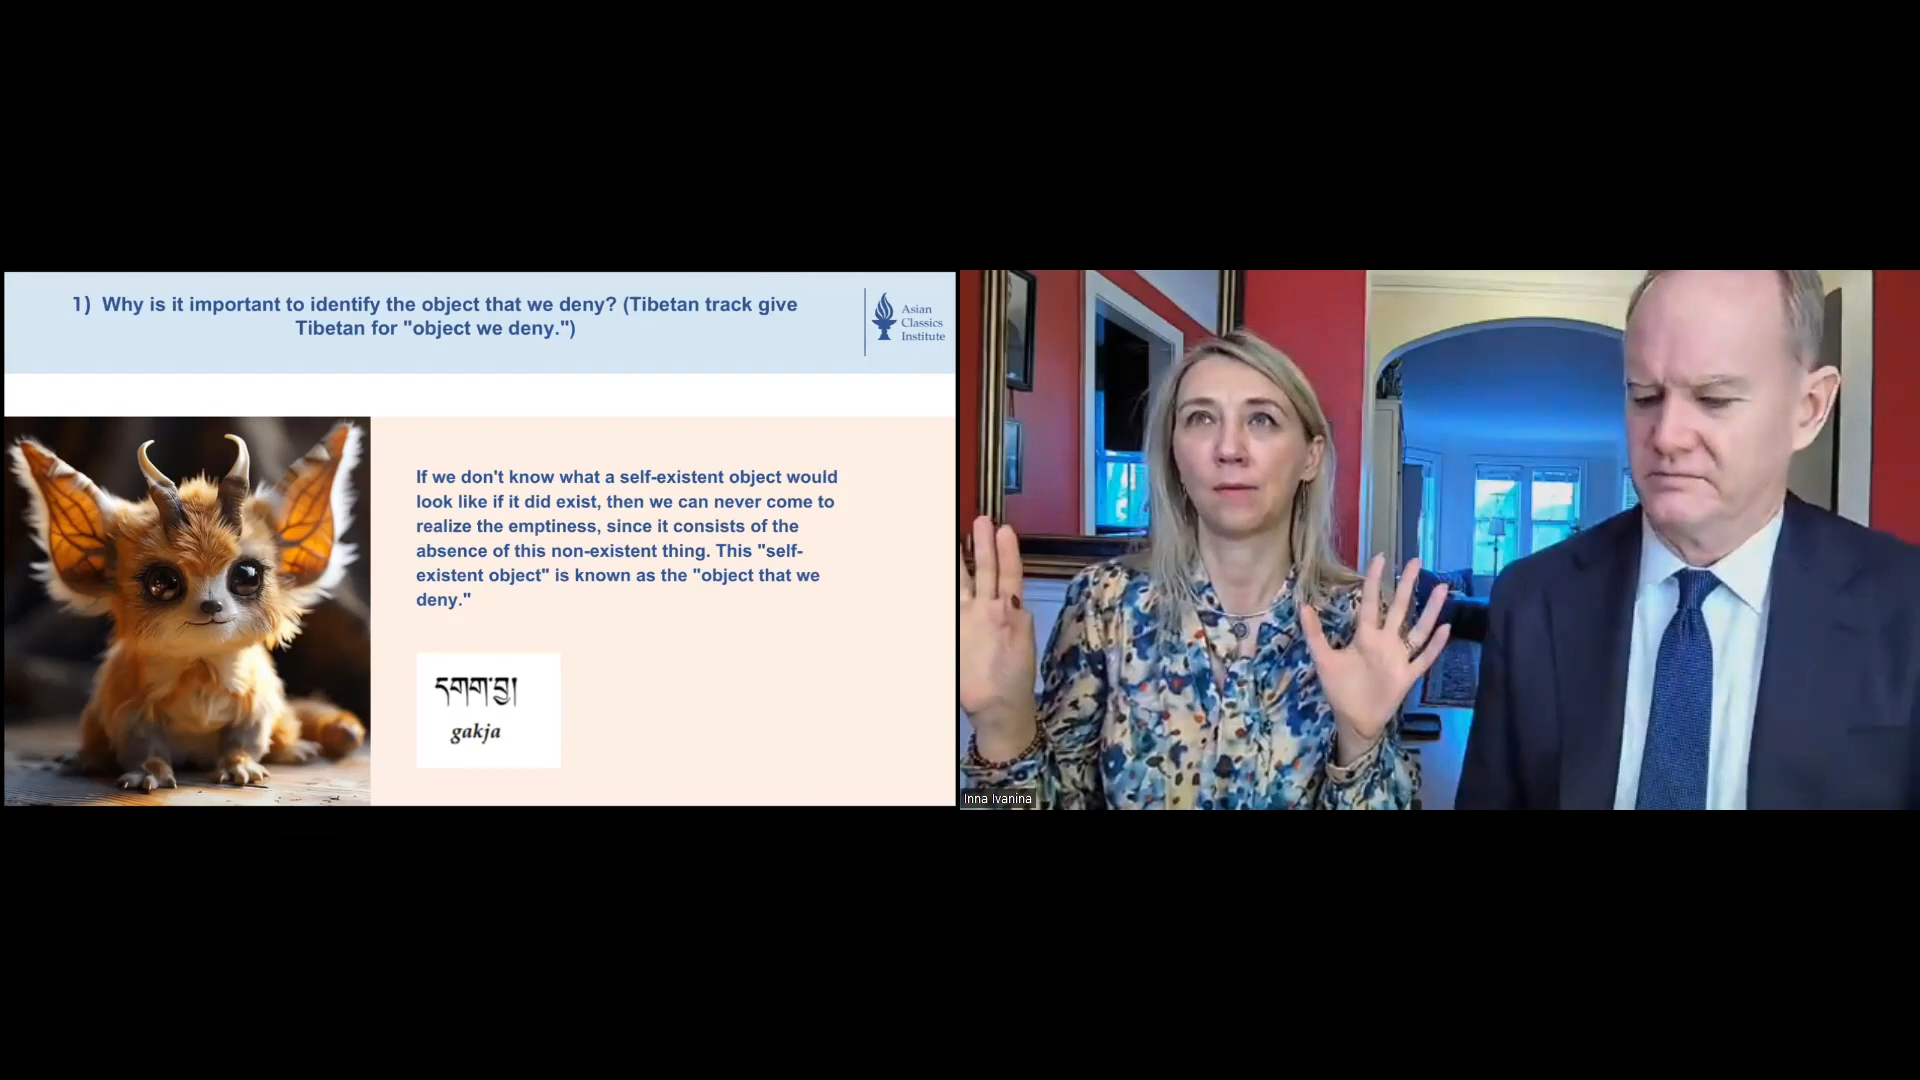 1) Why is it important to identify the object that we deny? (Tibetan track give
Tibetan for "object we deny.")
Asian
Classics
Institute
If we don't know what a self-existent object would
look like if it did exist, then we can never come to
realize the emptiness, since it consists of the
absence of this non-existent thing. This "self-
existent object" is known as the "object that we
deny."
དགག་བྱ།
gakja
Inna Ivanina